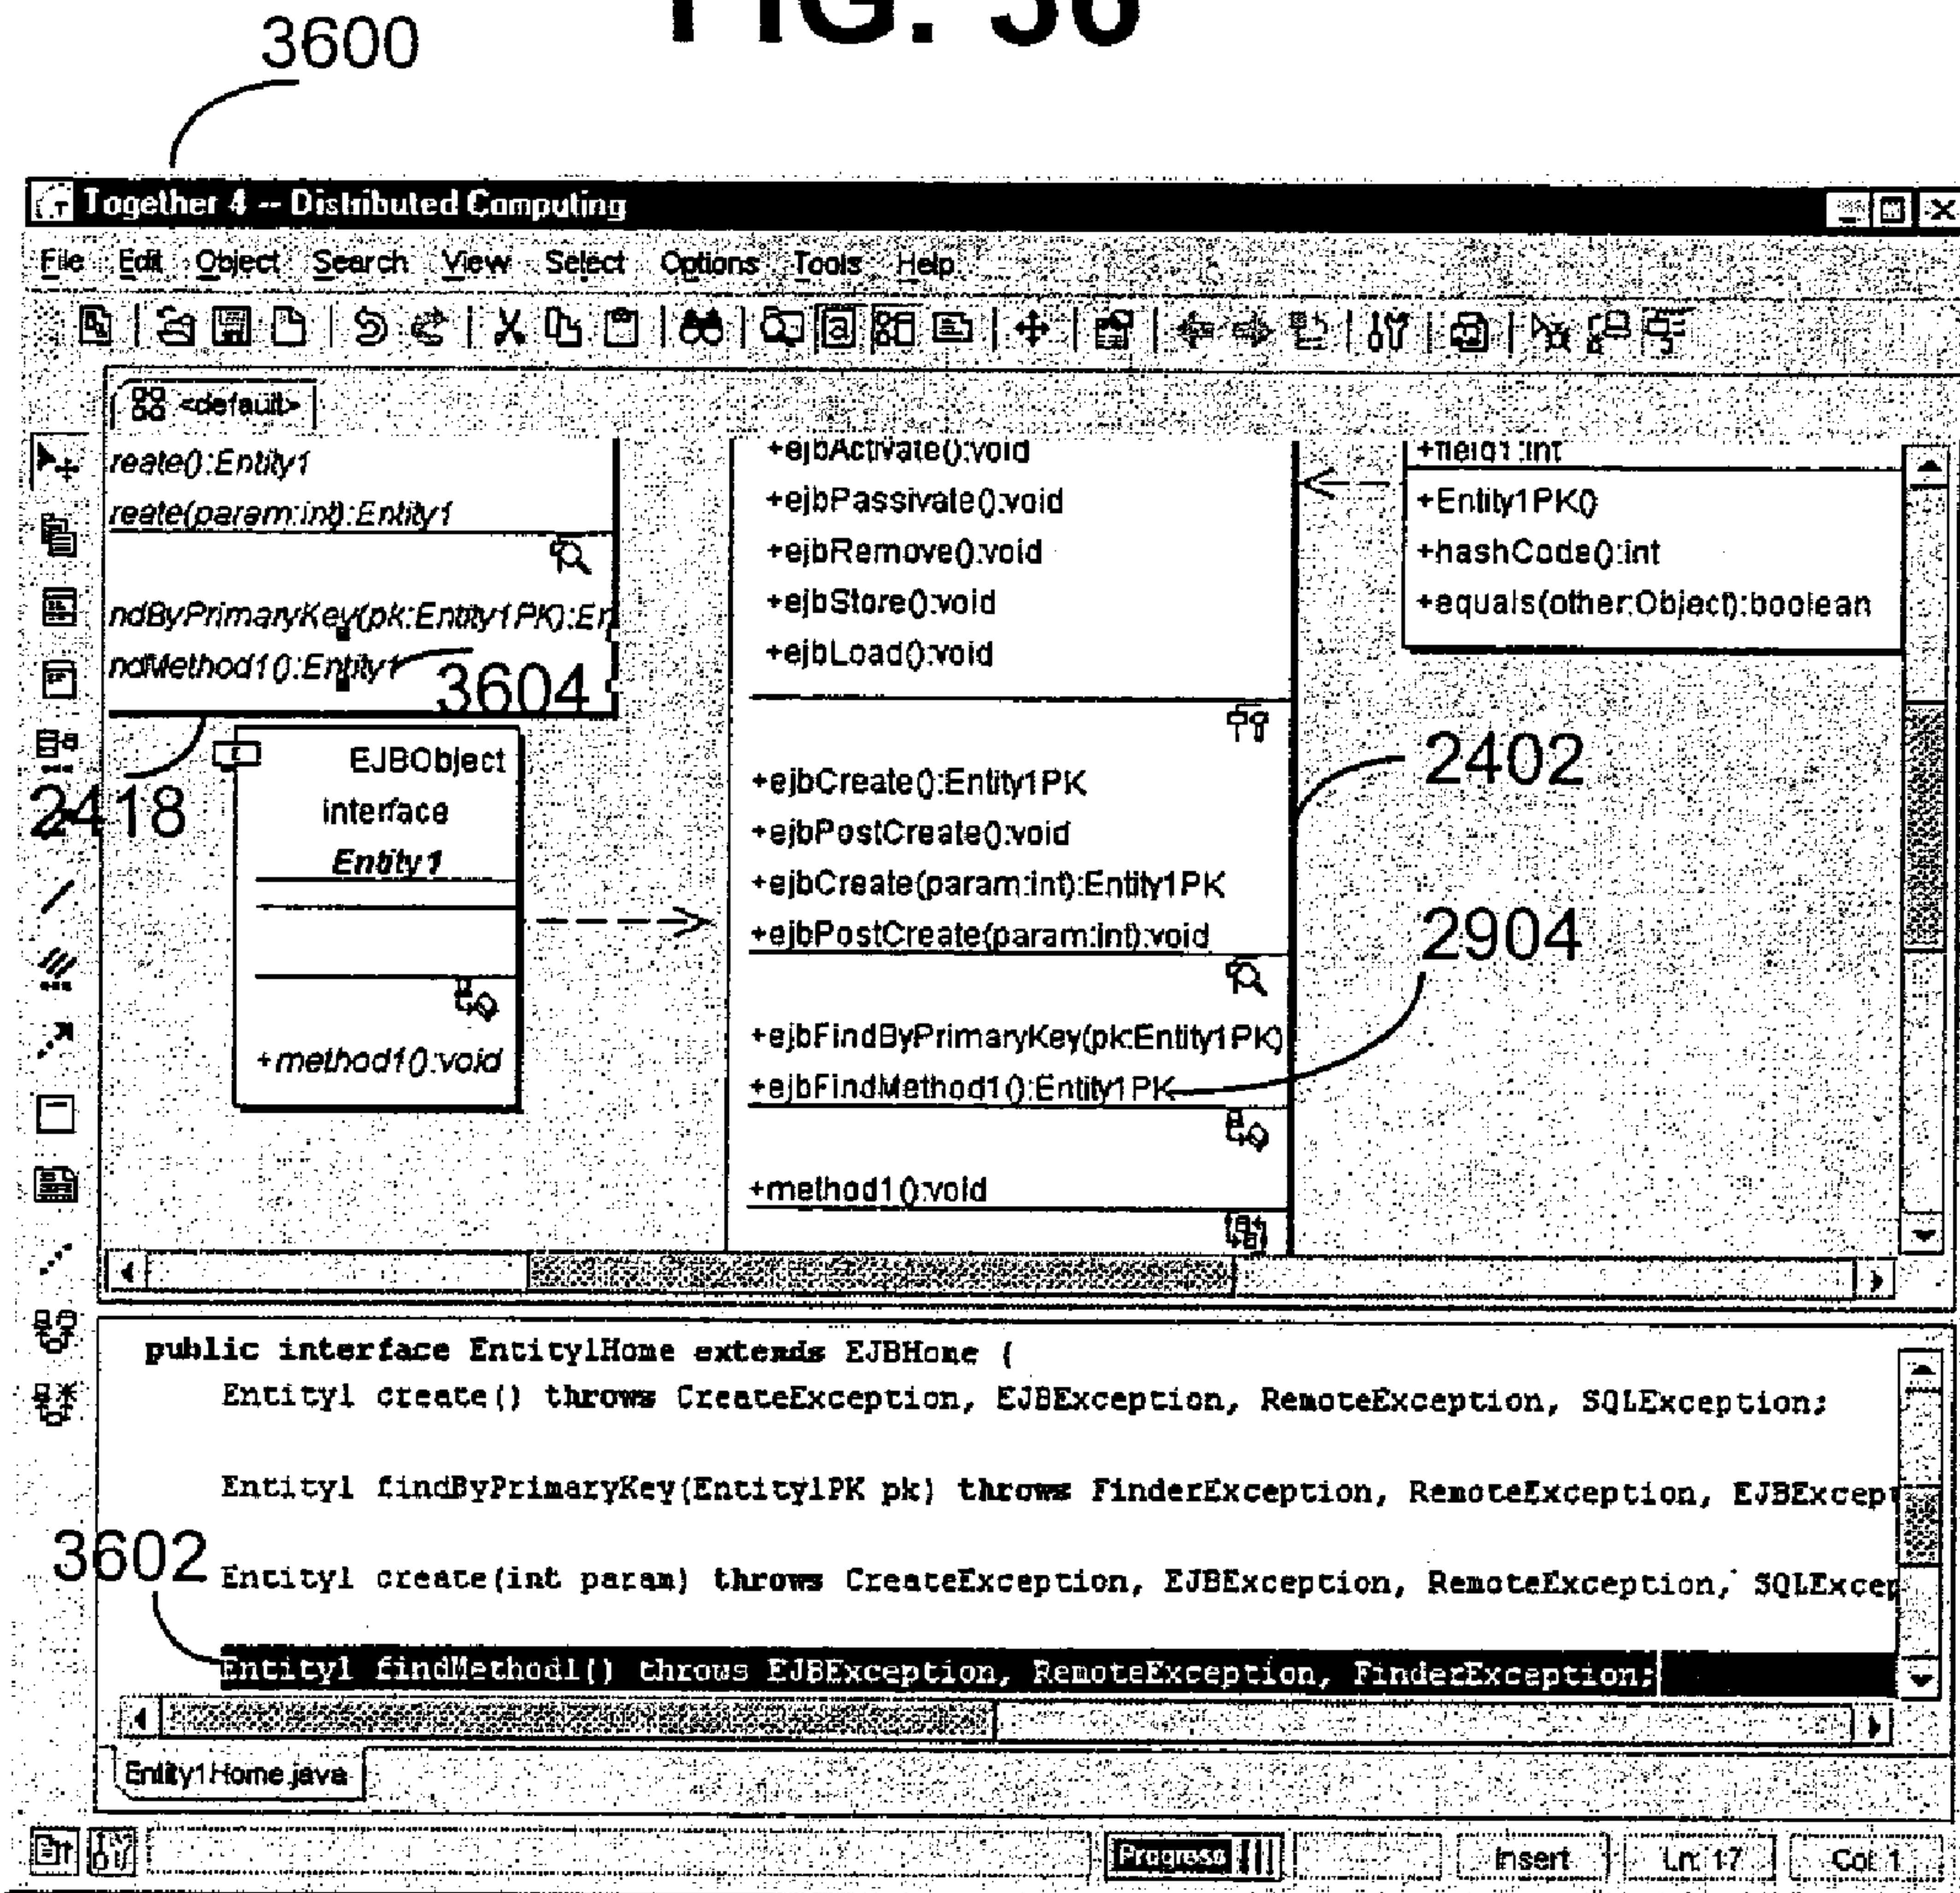 FIG. 36
3600
Together 4 -- Distributed Computing
File Edit Object Search View Select Options Tools Help
<default>
reate():Entity1
reate(param:int):Entity1
ndByPrimaryKey(pk:Entity1PK):En
ndMethod1():Entity1
3604
2418
EJBObject
interface
Entity1
+method1():void
+ejbActivate():void
+ejbPassivate():void
+ejbRemove():void
+ejbStore():void
+ejbLoad():void
+ejbCreate():Entity1PK
+ejbPostCreate():void
+ejbCreate(param:int):Entity1PK
+ejbPostCreate(param:int):void
+ejbFindByPrimaryKey(pk:Entity1PK)
+ejbFindMethod1():Entity1PK
+method1():void
+field1:int
+Entity1PK()
+hashCode():int
+equals(other:Object):boolean
2402
2904
public interface Entity1Home extends EJBHome {
Entity1 create() throws CreateException, EJBException, RemoteException, SQLException;
Entity1 findByPrimaryKey(Entity1PK pk) throws FinderException, RemoteException, EJBExcept
3602
Entity1 create(int param) throws CreateException, EJBException, RemoteException, SQLExcep
Entity1 findMethod1() throws EJBException, RemoteException, FinderException;
Entity1Home.java
Progress Insert Ln: 17 Col: 1